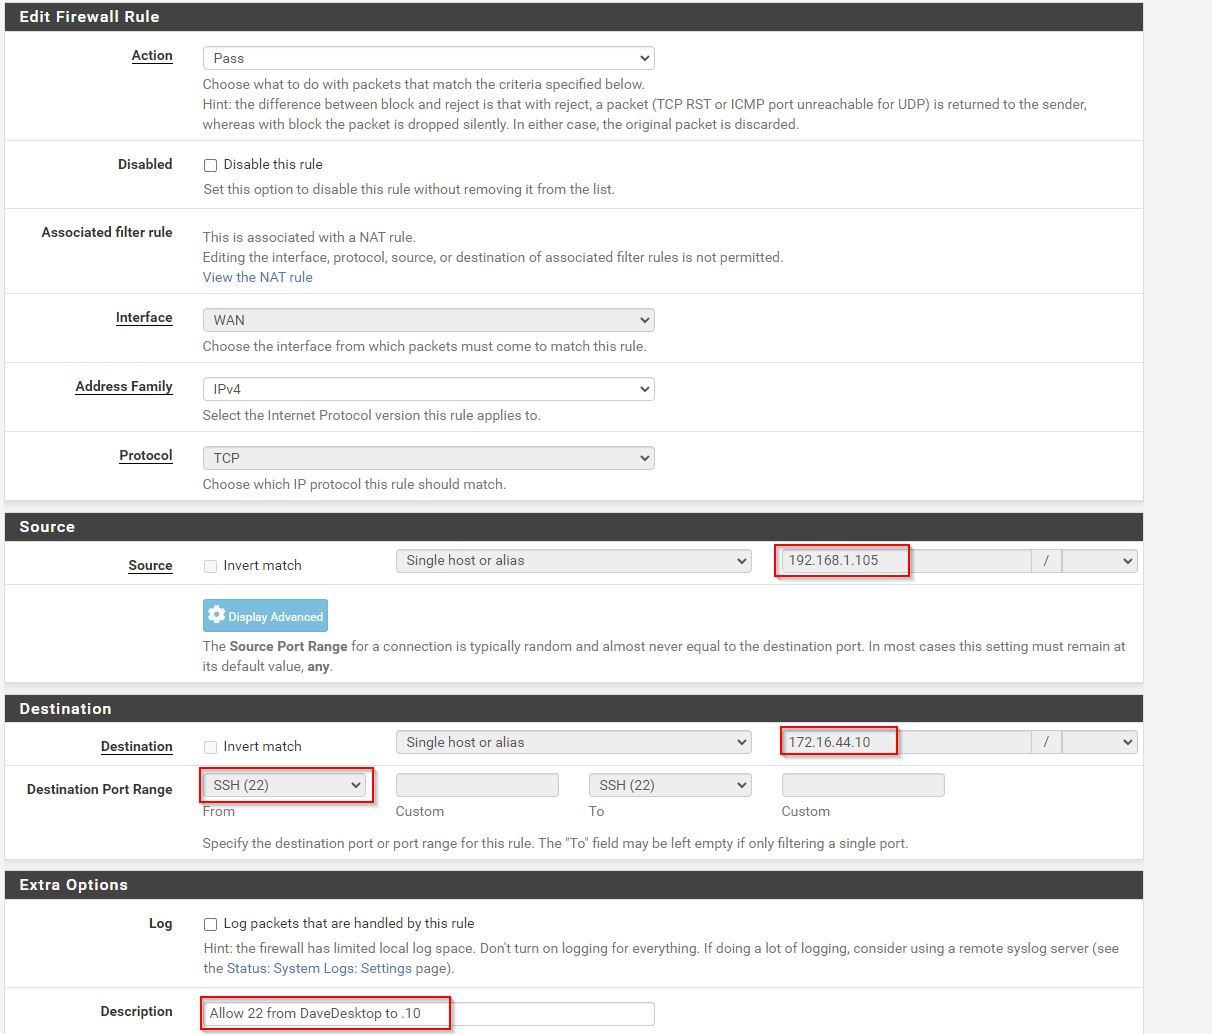 Edit Firewall Rule
Action
Pass
Choose what to do with packets that match the criteria specified below.
Hint: the difference between block and reject is that with reject, a packet (TCP RST or ICMP port unreachable for UDP) is returned to the sender,
whereas with block the packet is dropped silently. In either case, the original packet is discarded.
Disabled
Disable this rule
Set this option to disable this rule without removing it from the list.
Associated filter rule
This is associated with a NAT rule.
Editing the interface, protocol, source, or destination of associated filter rules is not permitted.
View the NAT rule
Interface
WAN
Choose the interface from which packets must come to match this rule.
Address Family
IPv4
Select the Internet Protocol version this rule applies to.
Protocol
TCP
Choose which IP protocol this rule should match.
Source
Source
Invert match
Single host or alias
192.168.1.105
/
Display Advanced
The Source Port Range for a connection is typically random and almost never equal to the destination port. In most cases this setting must remain at
its default value, any.
Destination
Destination
Invert match
Single host or alias
172.16.44.10
/
Destination Port Range
SSH (22)
SSH (22)
From
Custom
To
Custom
Specify the destination port or port range for this rule. The "To" field may be left empty if only filtering a single port.
Extra Options
Log
Log packets that are handled by this rule
Hint: the firewall has limited local log space. Don't turn on logging for everything. If doing a lot of logging, consider using a remote syslog server (see
the Status: System Logs: Settings page).
Description
Allow 22 from DaveDesktop to .10